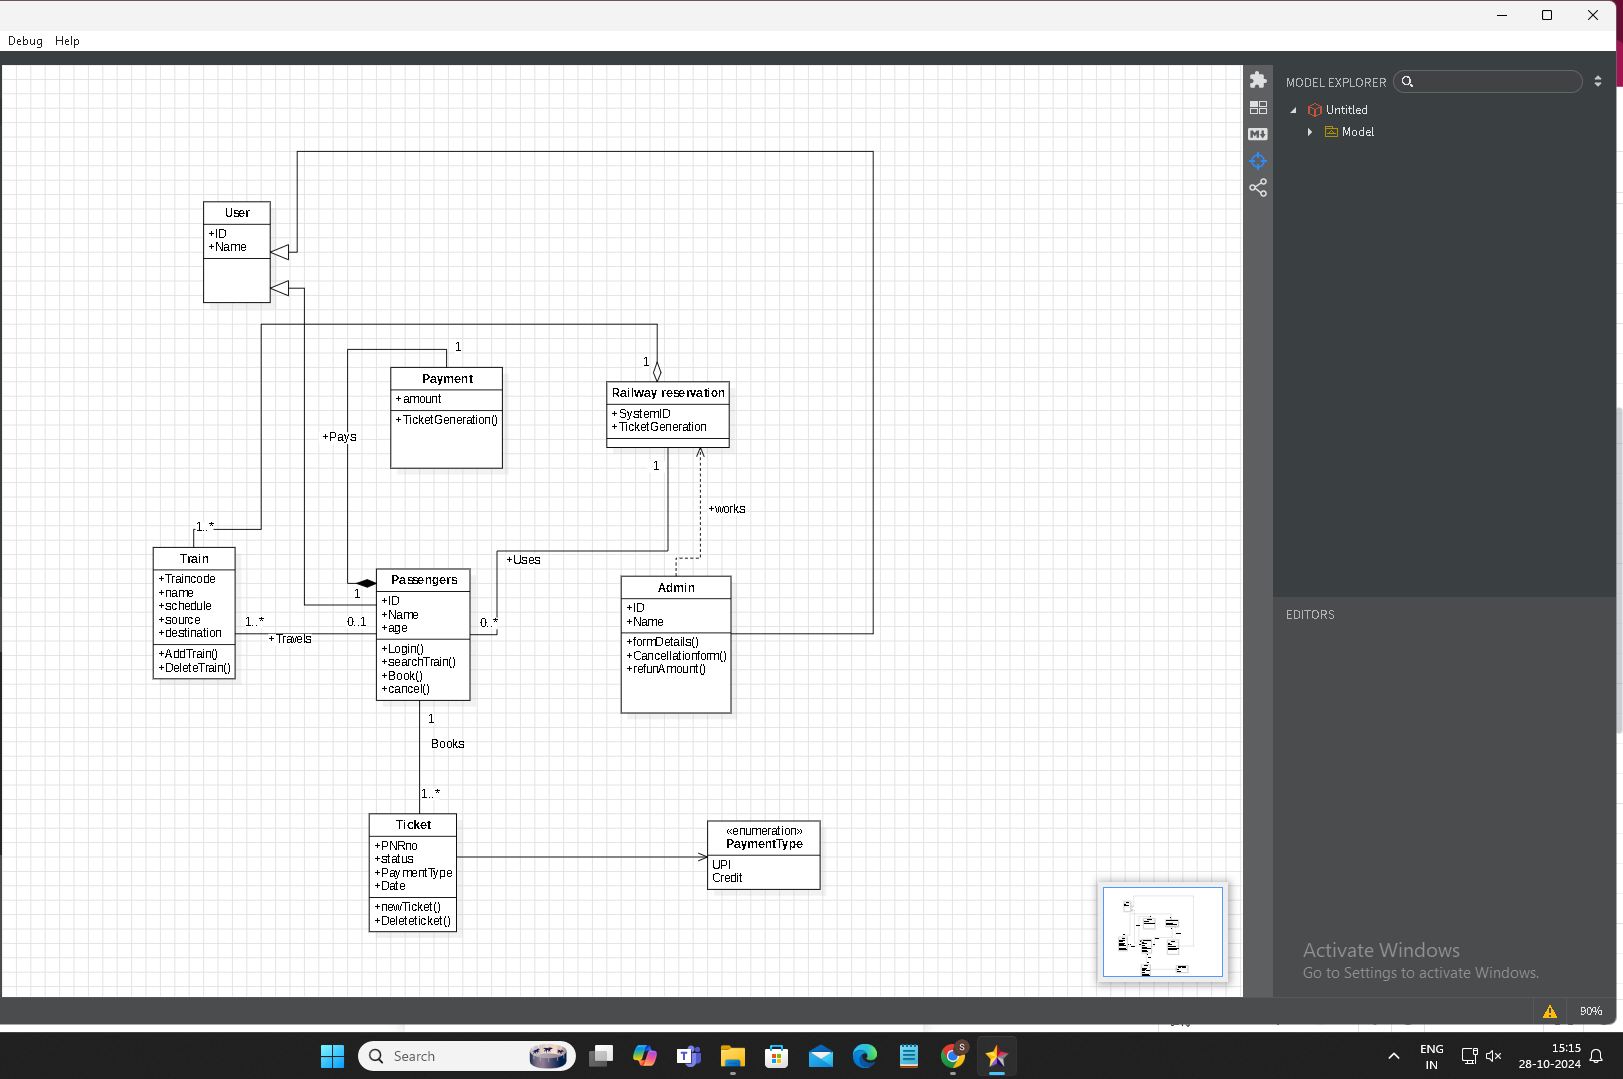 Debug Help
MODEL EXPLORER
Untitled
Model
User
+ID
+Name
1
1
Payment
+amount
+TicketGeneration()
Railway reservation
+SystemID
+TicketGeneration
+Pays
1
+works
1..*
Train
+Traincode
+name
+schedule
+source
+destination
+AddTrain()
+DeleteTrain()
+Uses
Passengers
+ID
+Name
+age
+Login()
+searchTrain()
+Book()
+cancel()
1
1..*
0..1
+Travels
0..*
Admin
+ID
+Name
+formDetails()
+Cancellationform()
+refunAmount()
EDITORS
1
Books
1..*
Ticket
+PNRno
+status
+PaymentType
+Date
+newTicket()
+Deleteticket()
«enumeration»
PaymentType
UPI
Credit
Activate Windows
Go to Settings to activate Windows.
90%
Search
ENG
IN
15:15
28-10-2024